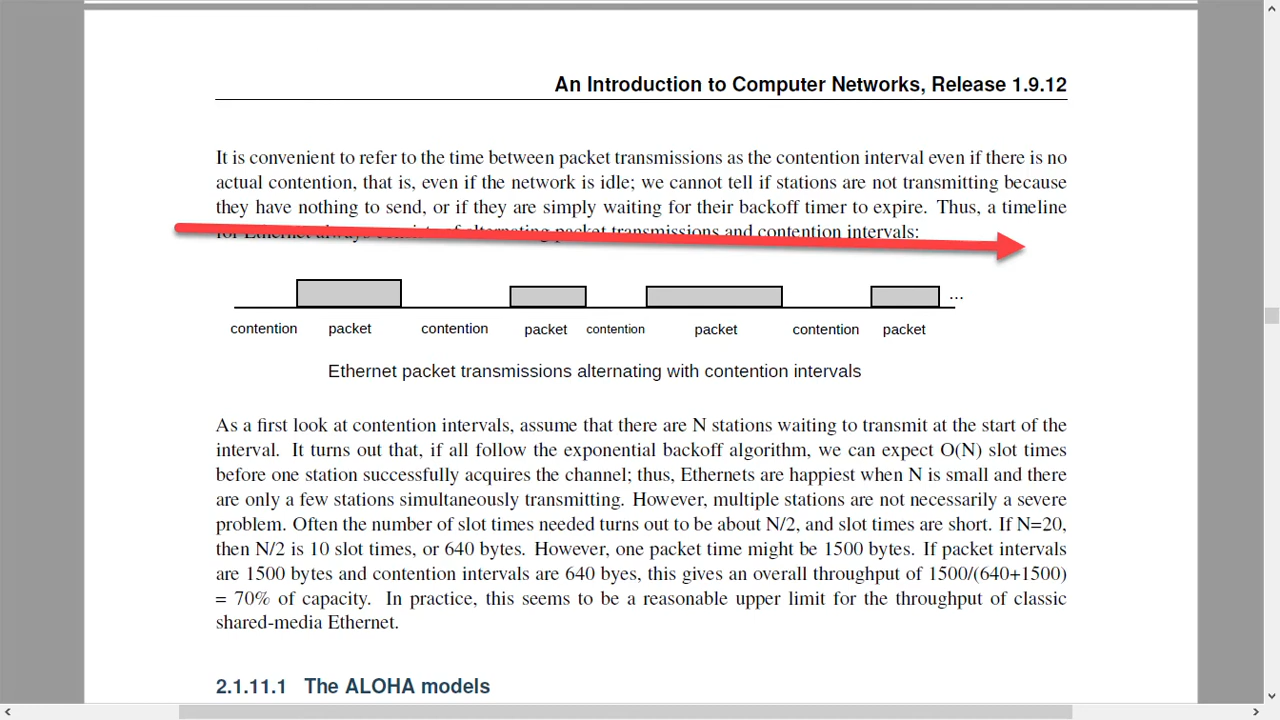 An Introduction to Computer Networks, Release 1.9.12
It is convenient to refer to the time between packet transmissions as the contention interval even if there is no
actual contention, that is, even if the network is idle; we cannot tell if stations are not transmitting because
they have nothing to send, or if they are simply waiting for their backoff timer to expire. Thus, a timeline
for Ethernet always consists of alternating packet transmissions and contention intervals:
...
contention packet contention packet contention packet contention packet
Ethernet packet transmissions alternating with contention intervals
As a first look at contention intervals, assume that there are N stations waiting to transmit at the start of the
interval. It turns out that, if all follow the exponential backoff algorithm, we can expect O(N) slot times
before one station successfully acquires the channel; thus, Ethernets are happiest when N is small and there
are only a few stations simultaneously transmitting. However, multiple stations are not necessarily a severe
problem. Often the number of slot times needed turns out to be about N/2, and slot times are short. If N=20,
then N/2 is 10 slot times, or 640 bytes. However, one packet time might be 1500 bytes. If packet intervals
are 1500 bytes and contention intervals are 640 byes, this gives an overall throughput of 1500/(640+1500)
= 70% of capacity. In practice, this seems to be a reasonable upper limit for the throughput of classic
shared-media Ethernet.
2.1.11.1 The ALOHA models